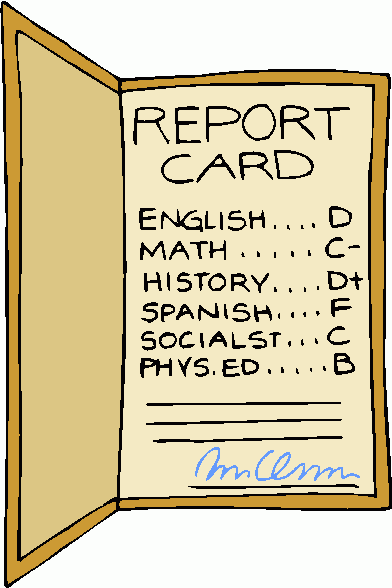 REPORT
CARD
ENGLISH.... D
MATH ..... C-
HISTORY.... D+
SPANISH.... F
SOCIALST... C
PHYS.ED..... B